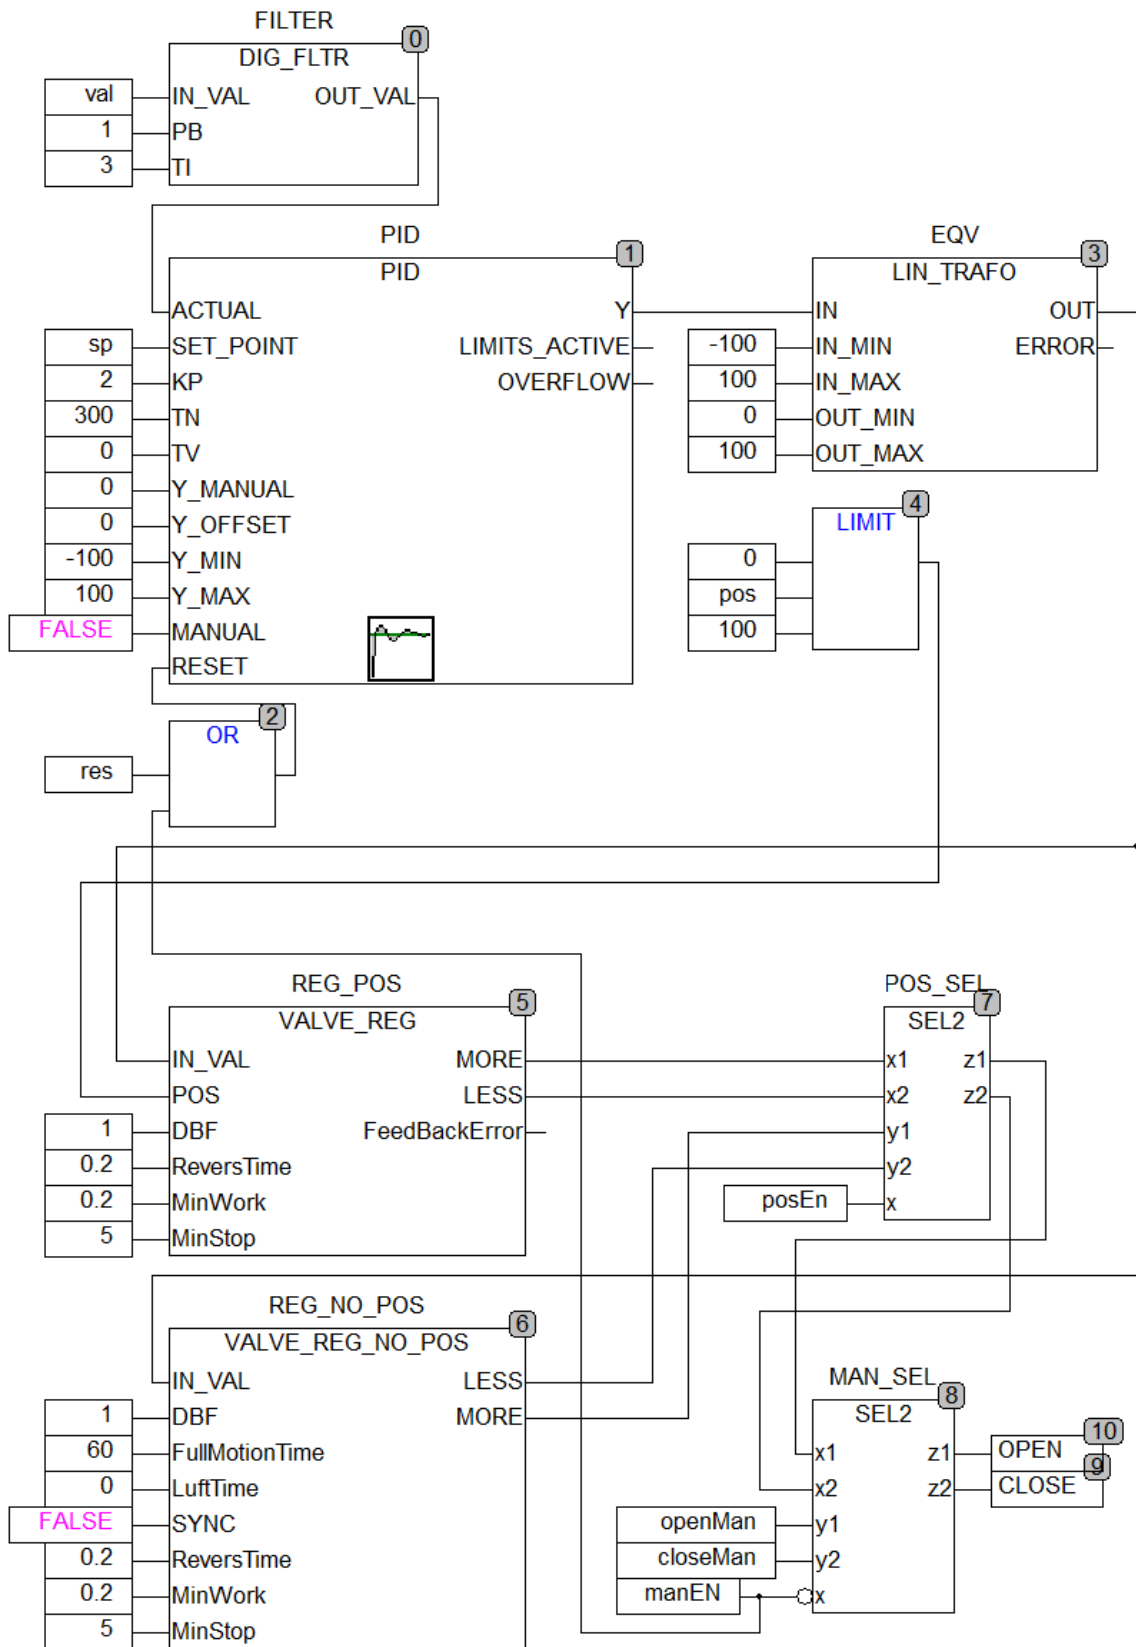 FILTER
0
DIG_FLTR
val IN_VAL OUT_VAL
1 PB
3 TI
PID
1
PID
ACTUAL Y
sp SET_POINT LIMITS_ACTIVE
2 KP OVERFLOW
300 TN
0 TV
0 Y_MANUAL
0 Y_OFFSET
-100 Y_MIN
100 Y_MAX
FALSE MANUAL
RESET
EQV
3
LIN_TRAFO
IN OUT
-100 IN_MIN ERROR
100 IN_MAX
0 OUT_MIN
100 OUT_MAX
4
LIMIT
0
pos
100
2
OR
res
REG_POS
5
VALVE_REG
IN_VAL MORE
POS LESS
1 DBF FeedBackError
0.2 ReversTime
0.2 MinWork
5 MinStop
POS_SEL
7
SEL2
x1 z1
x2 z2
y1
y2
posEn x
REG_NO_POS
6
VALVE_REG_NO_POS
IN_VAL LESS
1 DBF MORE
60 FullMotionTime
0 LuftTime
FALSE SYNC
0.2 ReversTime
0.2 MinWork
5 MinStop
MAN_SEL
8
SEL2
x1 z1
x2 z2
openMan y1
closeMan y2
manEN x
10
OPEN
9
CLOSE